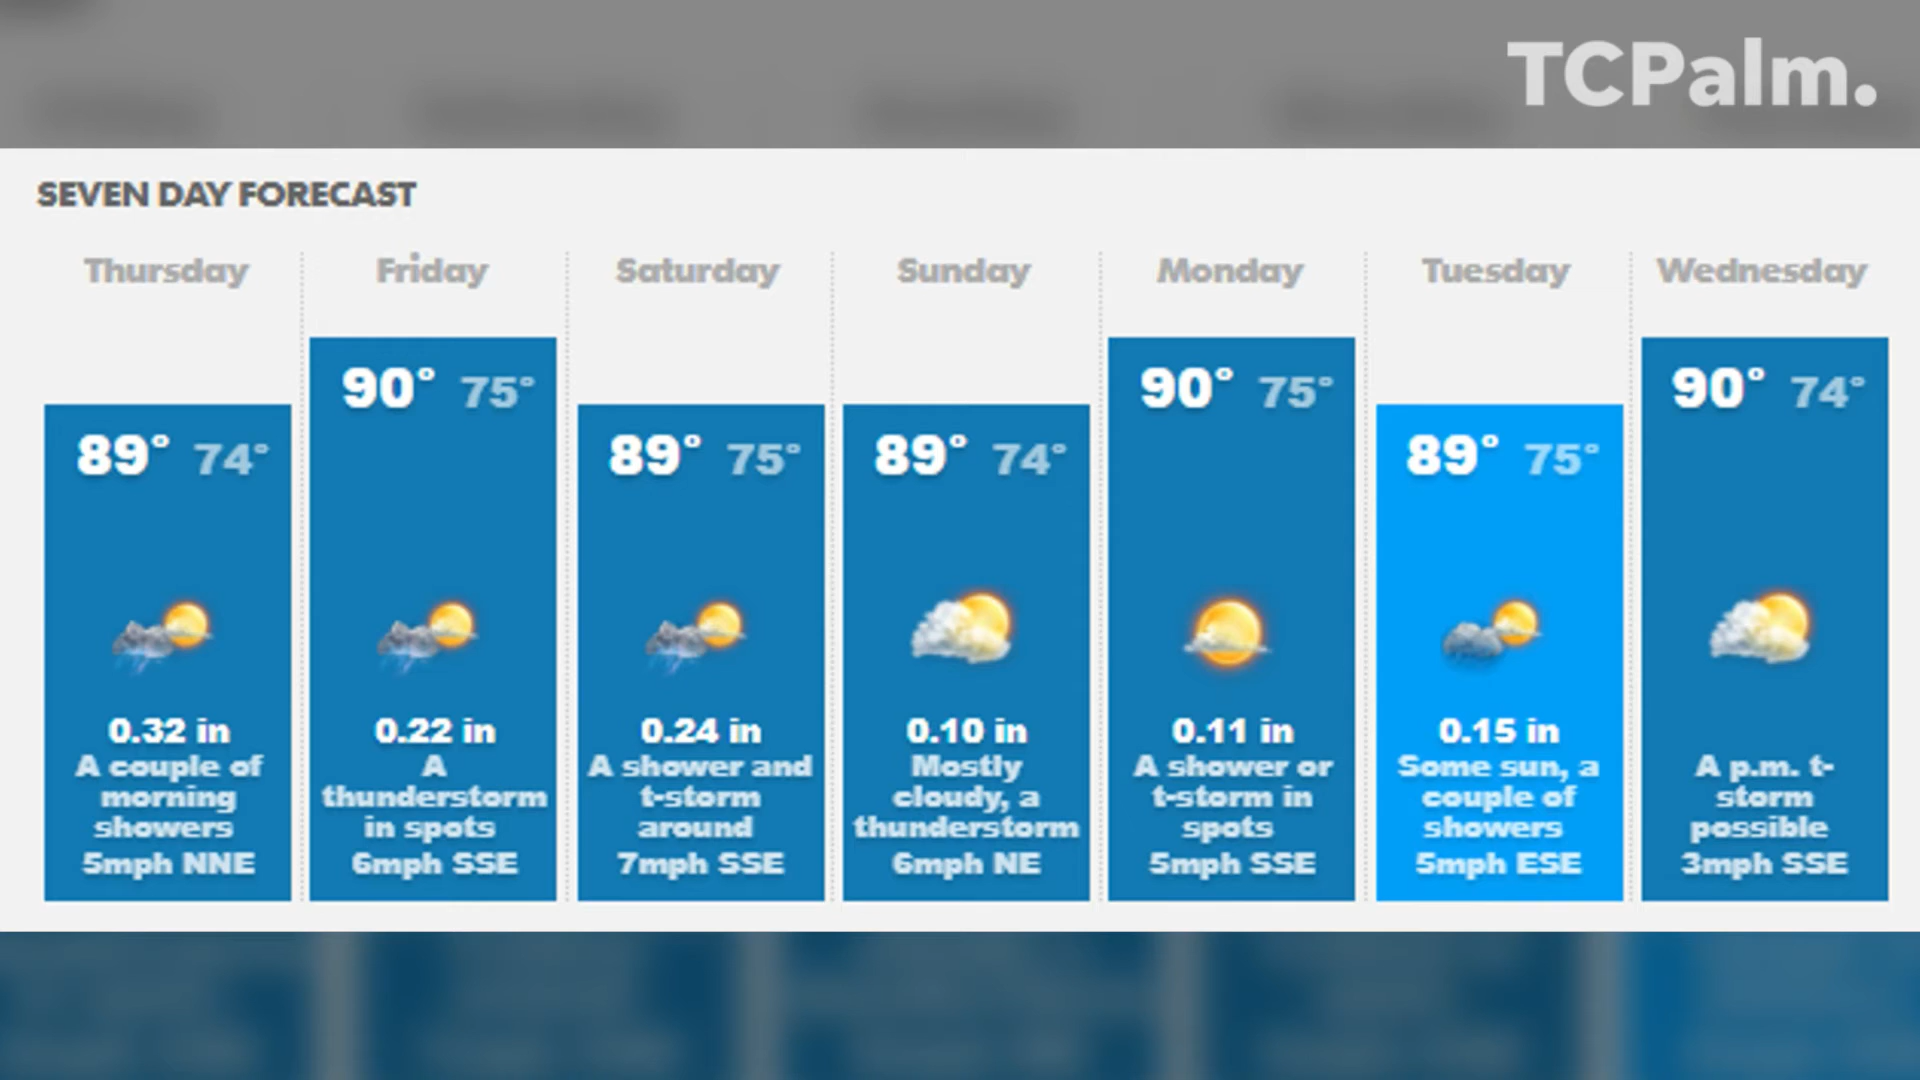 TCPalm.
SEVEN DAY FORECAST
Thursday
Friday
Saturday
Sunday
Monday
Tuesday
Wednesday
89° 74°
0.32 in
A couple of
morning
showers
5mph NNE
90° 75°
0.22 in
A
thunderstorm
in spots
6mph SSE
89° 75°
0.24 in
A shower and
t-storm
around
7mph SSE
89° 74°
0.10 in
Mostly
cloudy, a
thunderstorm
6mph NE
90° 75°
0.11 in
A shower or
t-storm in
spots
5mph SSE
89° 75°
0.15 in
Some sun, a
couple of
showers
5mph ESE
90° 74°
A p.m. t-
storm
possible
3mph SSE